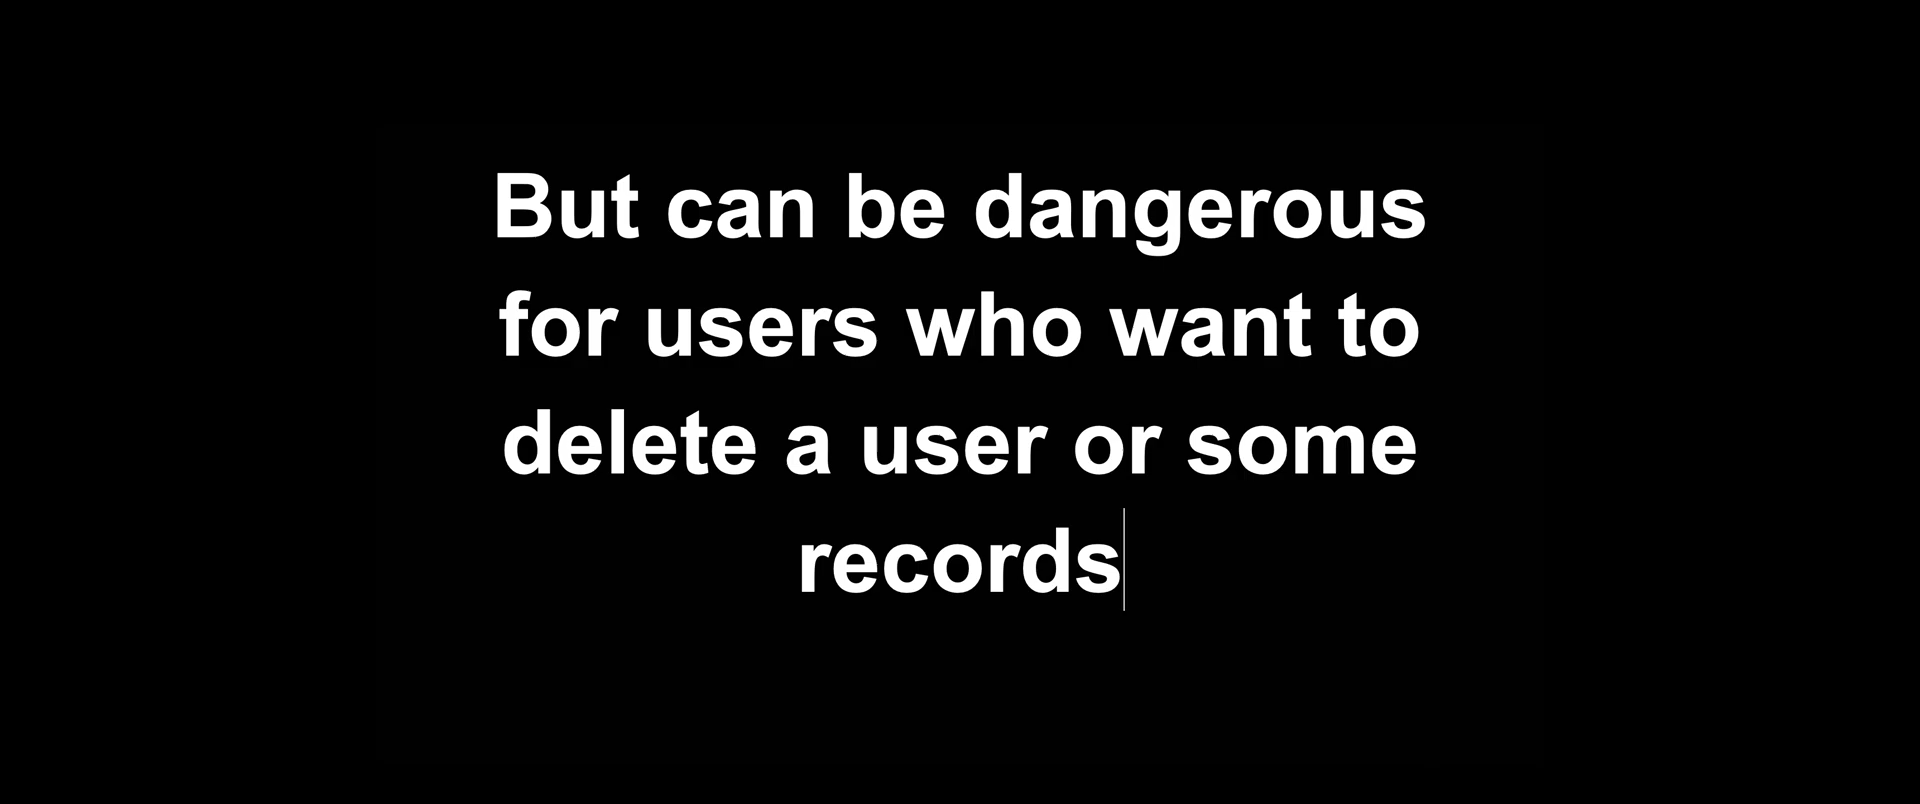 But can be dangerous
for users who want to
delete a user or some
records